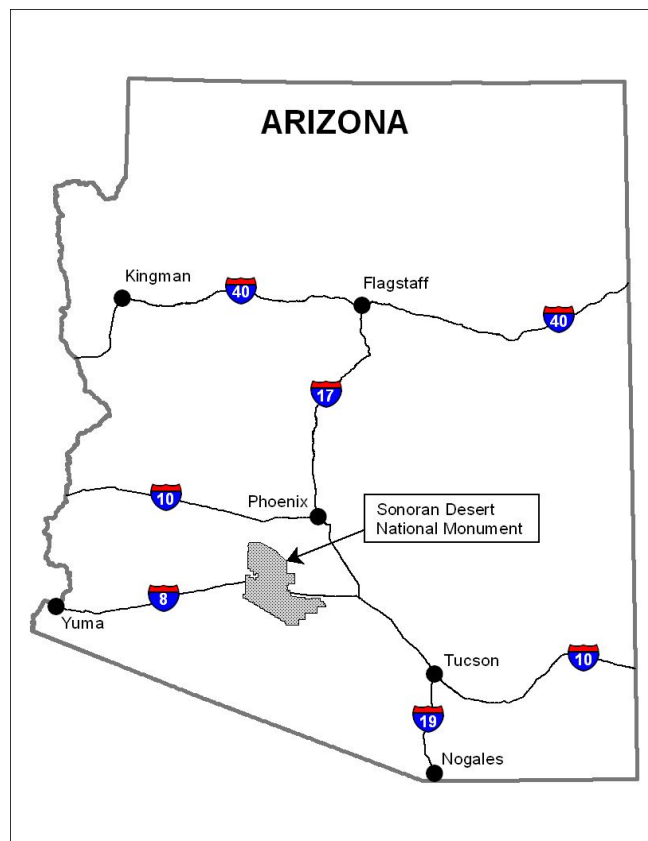 ARIZONA
Kingman
40
Flagstaff
40
17
10
Phoenix
Sonoran Desert
National Monument
8
Yuma
Tucson
10
19
Nogales